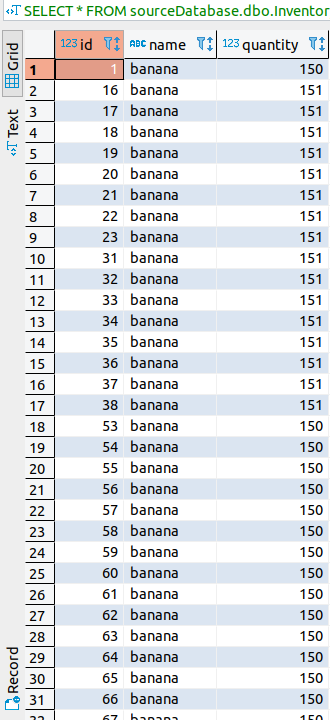 SELECT * FROM sourceDatabase.dbo.Inventor
Grid
Text
Record
123 id ABC name 123 quantity
1 1 banana 150
2 16 banana 151
3 17 banana 151
4 18 banana 151
5 19 banana 151
6 20 banana 151
7 21 banana 151
8 22 banana 151
9 23 banana 151
10 31 banana 151
11 32 banana 151
12 33 banana 151
13 34 banana 151
14 35 banana 151
15 36 banana 151
16 37 banana 151
17 38 banana 151
18 53 banana 150
19 54 banana 150
20 55 banana 150
21 56 banana 150
22 57 banana 150
23 58 banana 150
24 59 banana 150
25 60 banana 150
26 61 banana 150
27 62 banana 150
28 63 banana 150
29 64 banana 150
30 65 banana 150
31 66 banana 150
32 67 banana 150